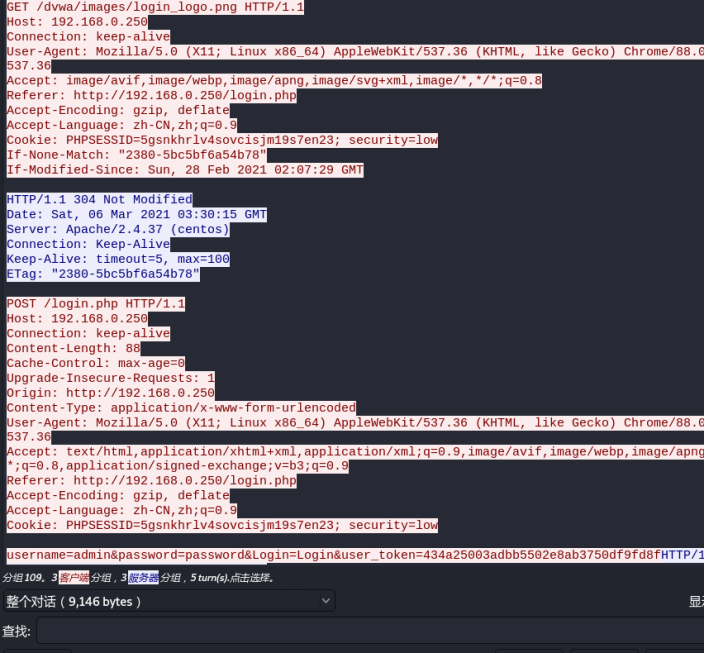 GET /dvwa/images/login_logo.png HTTP/1.1
Host: 192.168.0.250
Connection: keep-alive
User-Agent: Mozilla/5.0 (X11; Linux x86_64) AppleWebKit/537.36 (KHTML, like Gecko) Chrome/88.0
537.36
Accept: image/avif,image/webp,image/apng,image/svg+xml,image/*,*/*;q=0.8
Referer: http://192.168.0.250/login.php
Accept-Encoding: gzip, deflate
Accept-Language: zh-CN,zh;q=0.9
Cookie: PHPSESSID=5gsnkhrlv4sovcisjm19s7en23; security=low
If-None-Match: "2380-5bc5bf6a54b78"
If-Modified-Since: Sun, 28 Feb 2021 02:07:29 GMT
HTTP/1.1 304 Not Modified
Date: Sat, 06 Mar 2021 03:30:15 GMT
Server: Apache/2.4.37 (centos)
Connection: Keep-Alive
Keep-Alive: timeout=5, max=100
ETag: "2380-5bc5bf6a54b78"
POST /login.php HTTP/1.1
Host: 192.168.0.250
Connection: keep-alive
Content-Length: 88
Cache-Control: max-age=0
Upgrade-Insecure-Requests: 1
Origin: http://192.168.0.250
Content-Type: application/x-www-form-urlencoded
User-Agent: Mozilla/5.0 (X11; Linux x86_64) AppleWebKit/537.36 (KHTML, like Gecko) Chrome/88.0
537.36
Accept: text/html,application/xhtml+xml,application/xml;q=0.9,image/avif,image/webp,image/apng
*;q=0.8,application/signed-exchange;v=b3;q=0.9
Referer: http://192.168.0.250/login.php
Accept-Encoding: gzip, deflate
Accept-Language: zh-CN,zh;q=0.9
Cookie: PHPSESSID=5gsnkhrlv4sovcisjm19s7en23; security=low
username=admin&password=password&Login=Login&user_token=434a25003adbb5502e8ab3750df9fd8fHTTP/1
分组 109。3 客户端 分组，3 服务器 分组，5 turn(s).点击选择。
整个对话（9,146 bytes）
显
查找: